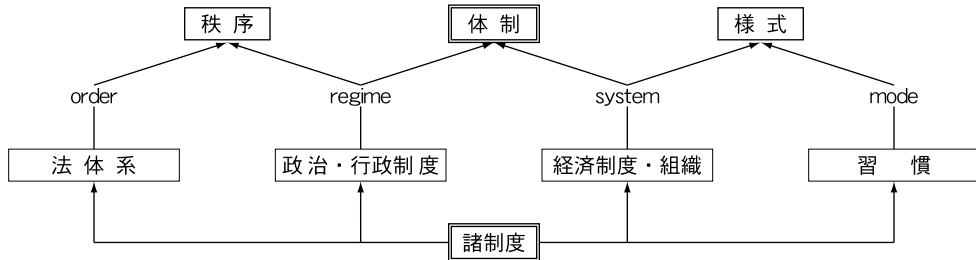 秩序 体制 様式
order regime system mode
法体系 政治・行政制度 経済制度・組織 習慣
諸制度